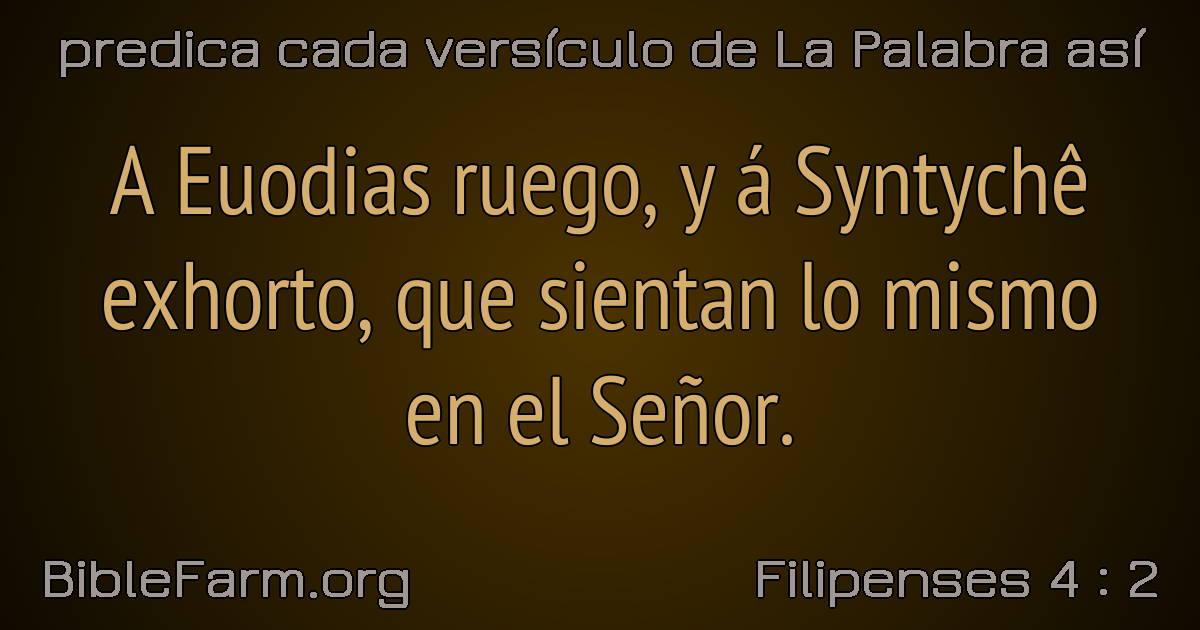 predica cada versículo de La Palabra así
A Euodias ruego, y á Syntychê
exhorto, que sientan lo mismo
en el Señor.
BibleFarm.org
Filipenses 4 : 2